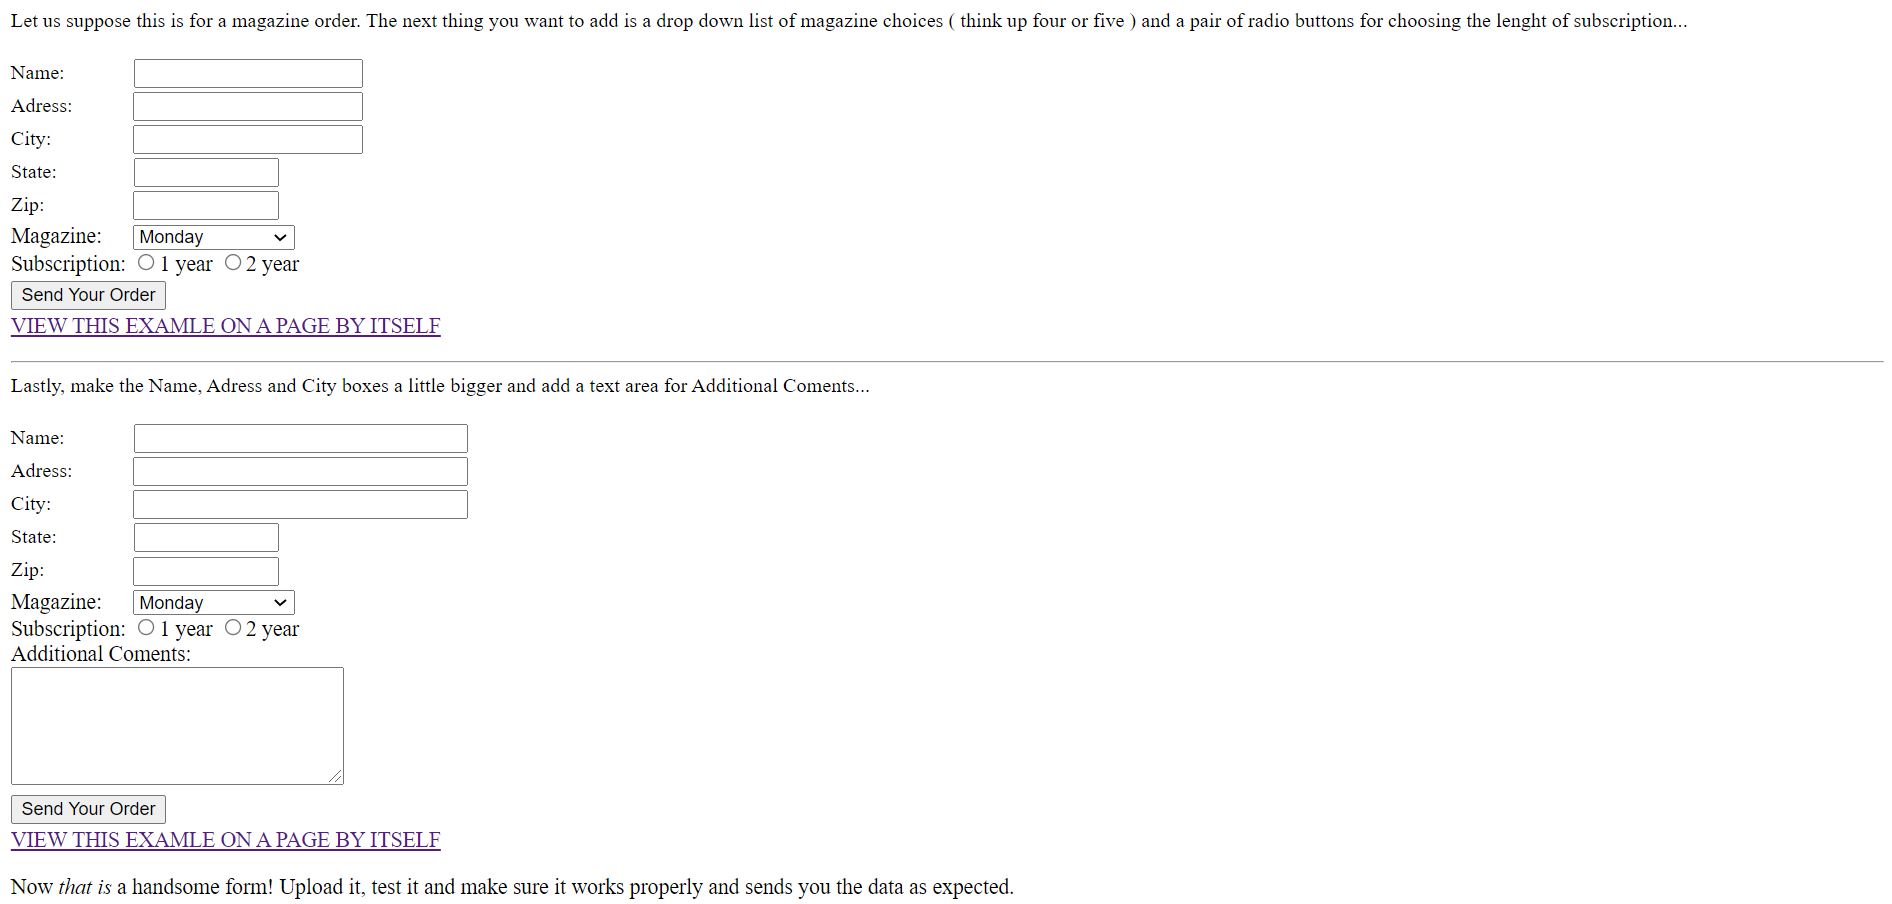 Let us suppose this is for a magazine order. The next thing you want to add is a drop down list of magazine choices ( think up four or five ) and a pair of radio buttons for choosing the lenght of subscription...
Name:
Adress:
City:
State:
Zip:
Magazine: Monday
Subscription: 1 year 2 year
Send Your Order
VIEW THIS EXAMLE ON A PAGE BY ITSELF
Lastly, make the Name, Adress and City boxes a little bigger and add a text area for Additional Coments...
Name:
Adress:
City:
State:
Zip:
Magazine: Monday
Subscription: 1 year 2 year
Additional Coments:
Send Your Order
VIEW THIS EXAMLE ON A PAGE BY ITSELF
Now that is a handsome form! Upload it, test it and make sure it works properly and sends you the data as expected.